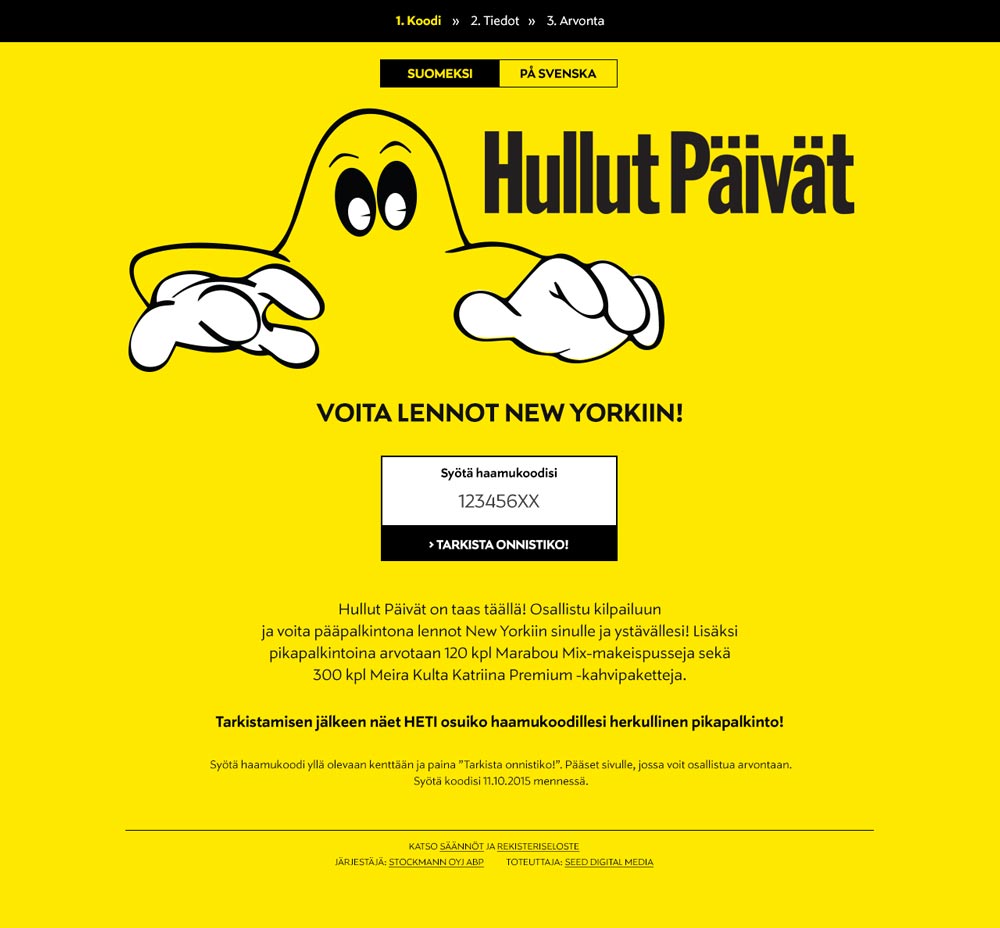 1. Koodi » 2. Tiedot » 3. Arvonta
SUOMEKSI PÅ SVENSKA
Hullut Päivät
VOITA LENNOT NEW YORKIIN!
Syötä haamukoodisi
123456XX
› TARKISTA ONNISTIKO!
Hullut Päivät on taas täällä! Osallistu kilpailuun
ja voita pääpalkintona lennot New Yorkiin sinulle ja ystävällesi! Lisäksi
pikapalkintoina arvotaan 120 kpl Marabou Mix-makeispusseja sekä
300 kpl Meira Kulta Katriina Premium -kahvipaketteja.
Tarkistamisen jälkeen näet HETI osuiko haamukoodillesi herkullinen pikapalkinto!
Syötä haamukoodi yllä olevaan kenttään ja paina ”Tarkista onnistiko!”. Pääset sivulle, jossa voit osallistua arvontaan.
Syötä koodisi 11.10.2015 mennessä.
KATSO SÄÄNNÖT JA REKISTERISELOSTE
JÄRJESTÄJÄ: STOCKMANN OYJ ABP TOTEUTTAJA: SEED DIGITAL MEDIA